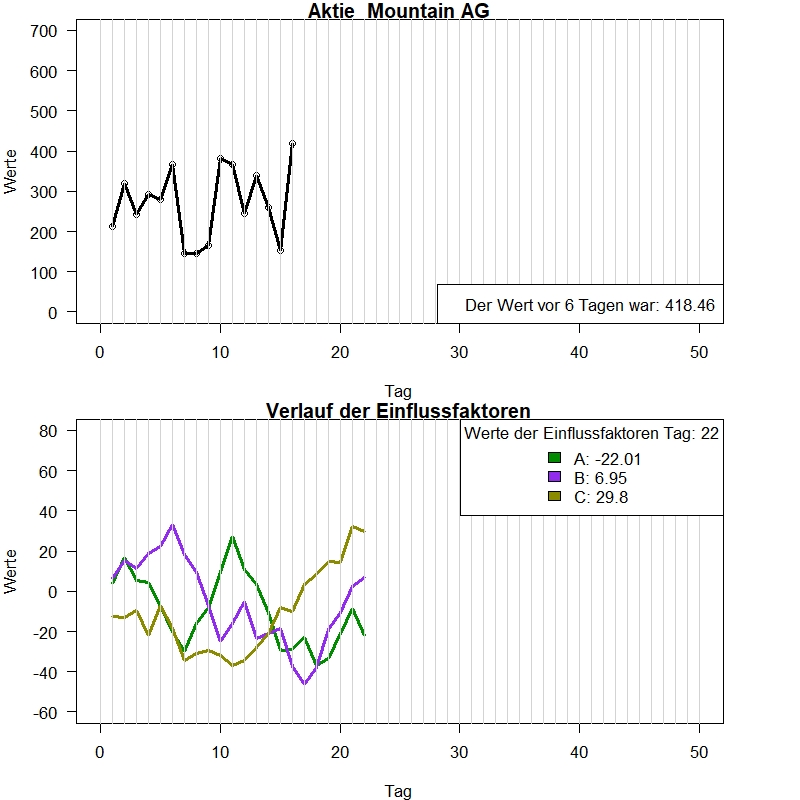 Aktie  Mountain AG
Werte
700
600
500
400
300
200
100
0
Der Wert vor 6 Tagen war: 418.46
0 10 20 30 40 50
Tag
Verlauf der Einflussfaktoren
Werte
80
60
40
20
0
-20
-40
-60
Werte der Einflussfaktoren Tag: 22
A: -22.01
B: 6.95
C: 29.8
0 10 20 30 40 50
Tag